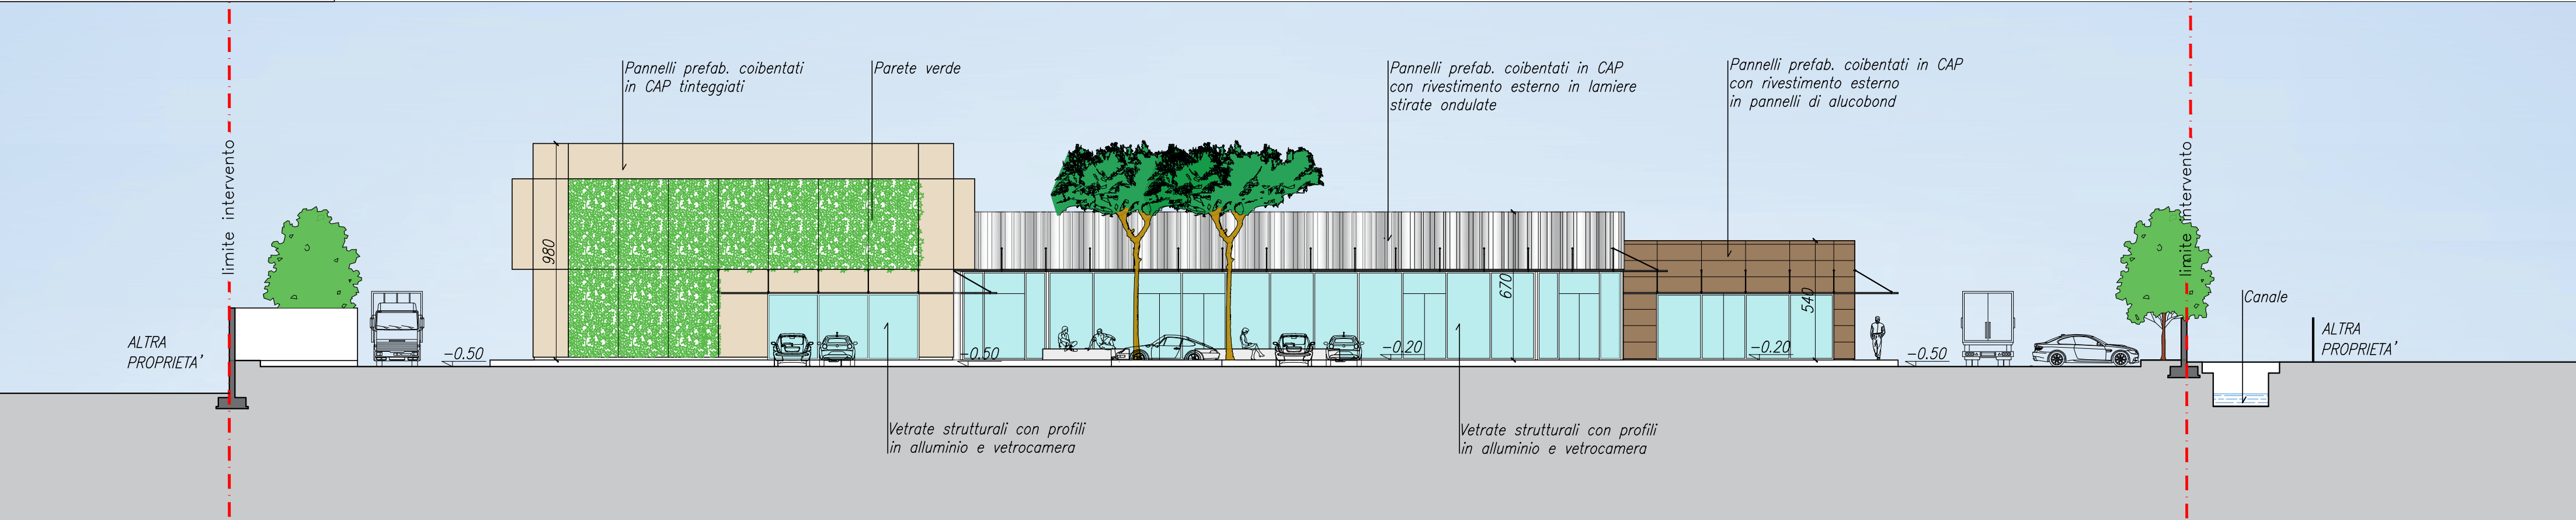 Pannelli prefab. coibentati
in CAP tinteggiati
Parete verde
Pannelli prefab. coibentati in CAP
con rivestimento esterno in lamiere
stirate ondulate
Pannelli prefab. coibentati in CAP
con rivestimento esterno
in pannelli di alucobond
limite intervento
limite intervento
980
670
540
Canale
ALTRA
PROPRIETA'
ALTRA
PROPRIETA'
-0.50
-0.50
-0.20
-0.20
-0.50
Vetrate strutturali con profili
in alluminio e vetrocamera
Vetrate strutturali con profili
in alluminio e vetrocamera